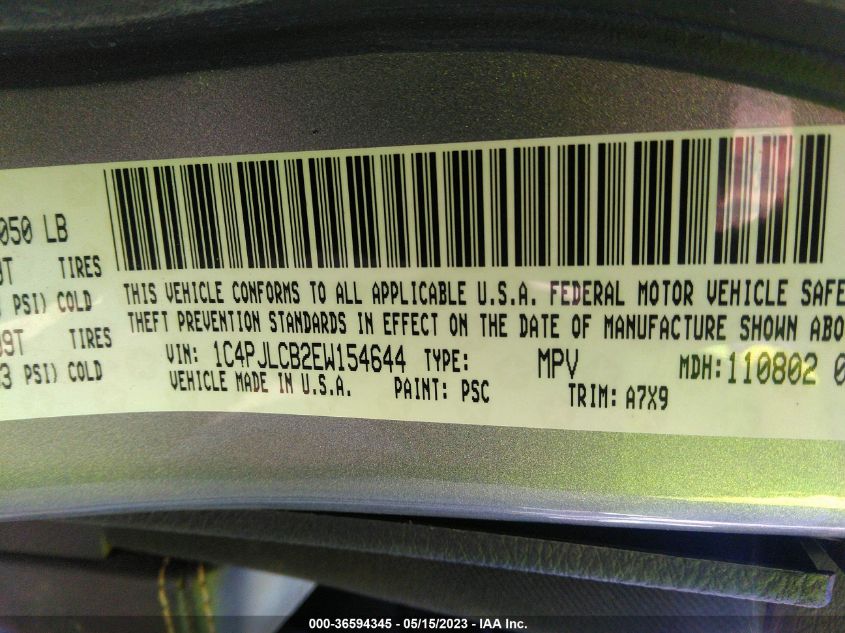 050 LB
TIRES
PSI) COLD
TIRES
PSI) COLD
THIS VEHICLE CONFORMS TO ALL APPLICABLE U.S.A. FEDERAL MOTOR VEHICLE SAFE
THEFT PREVENTION STANDARDS IN EFFECT ON THE DATE OF MANUFACTURE SHOWN ABO
VIN: 1C4PJLCB2EW154644 TYPE: MPV MDH: 110802 0
VEHICLE MADE IN U.S.A. PAINT: PSC TRIM: A7X9
000-36594345 - 05/15/2023 - IAA Inc.